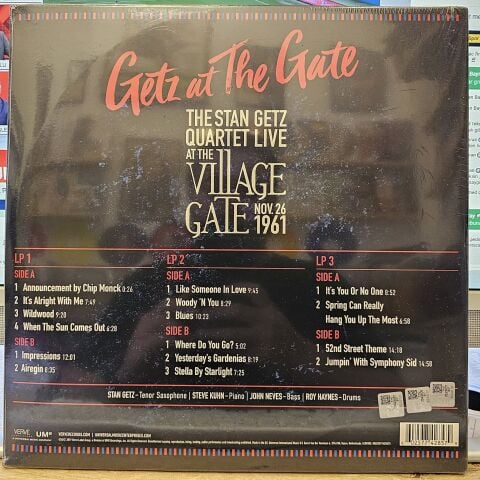 Getz at The Gate
THE STAN GETZ
QUARTET LIVE
AT THE
VILLAGE
GATE NOV. 26
1961
LP 1
SIDE A
1 Announcement by Chip Monck 0:26
2 It's Alright With Me 7:49
3 Wildwood 9:20
4 When The Sun Comes Out 6:28
SIDE B
1 Impressions 12:01
2 Airegin 6:35
LP 2
SIDE A
1 Like Someone In Love 9:45
2 Woody 'N You 8:29
3 Blues 10:23
SIDE B
1 Where Do You Go? 5:02
2 Yesterday's Gardenias 8:19
3 Stella By Starlight 7:25
LP 3
SIDE A
1 It's You Or No One 8:52
2 Spring Can Really
Hang You Up The Most 6:58
SIDE B
1 52nd Street Theme 14:18
2 Jumpin' With Symphony Sid 14:58
STAN GETZ - Tenor Saxophone | STEVE KUHN - Piano | JOHN NEVES - Bass | ROY HAYNES - Drums
VERVE UMe
VERVERECORDS.COM